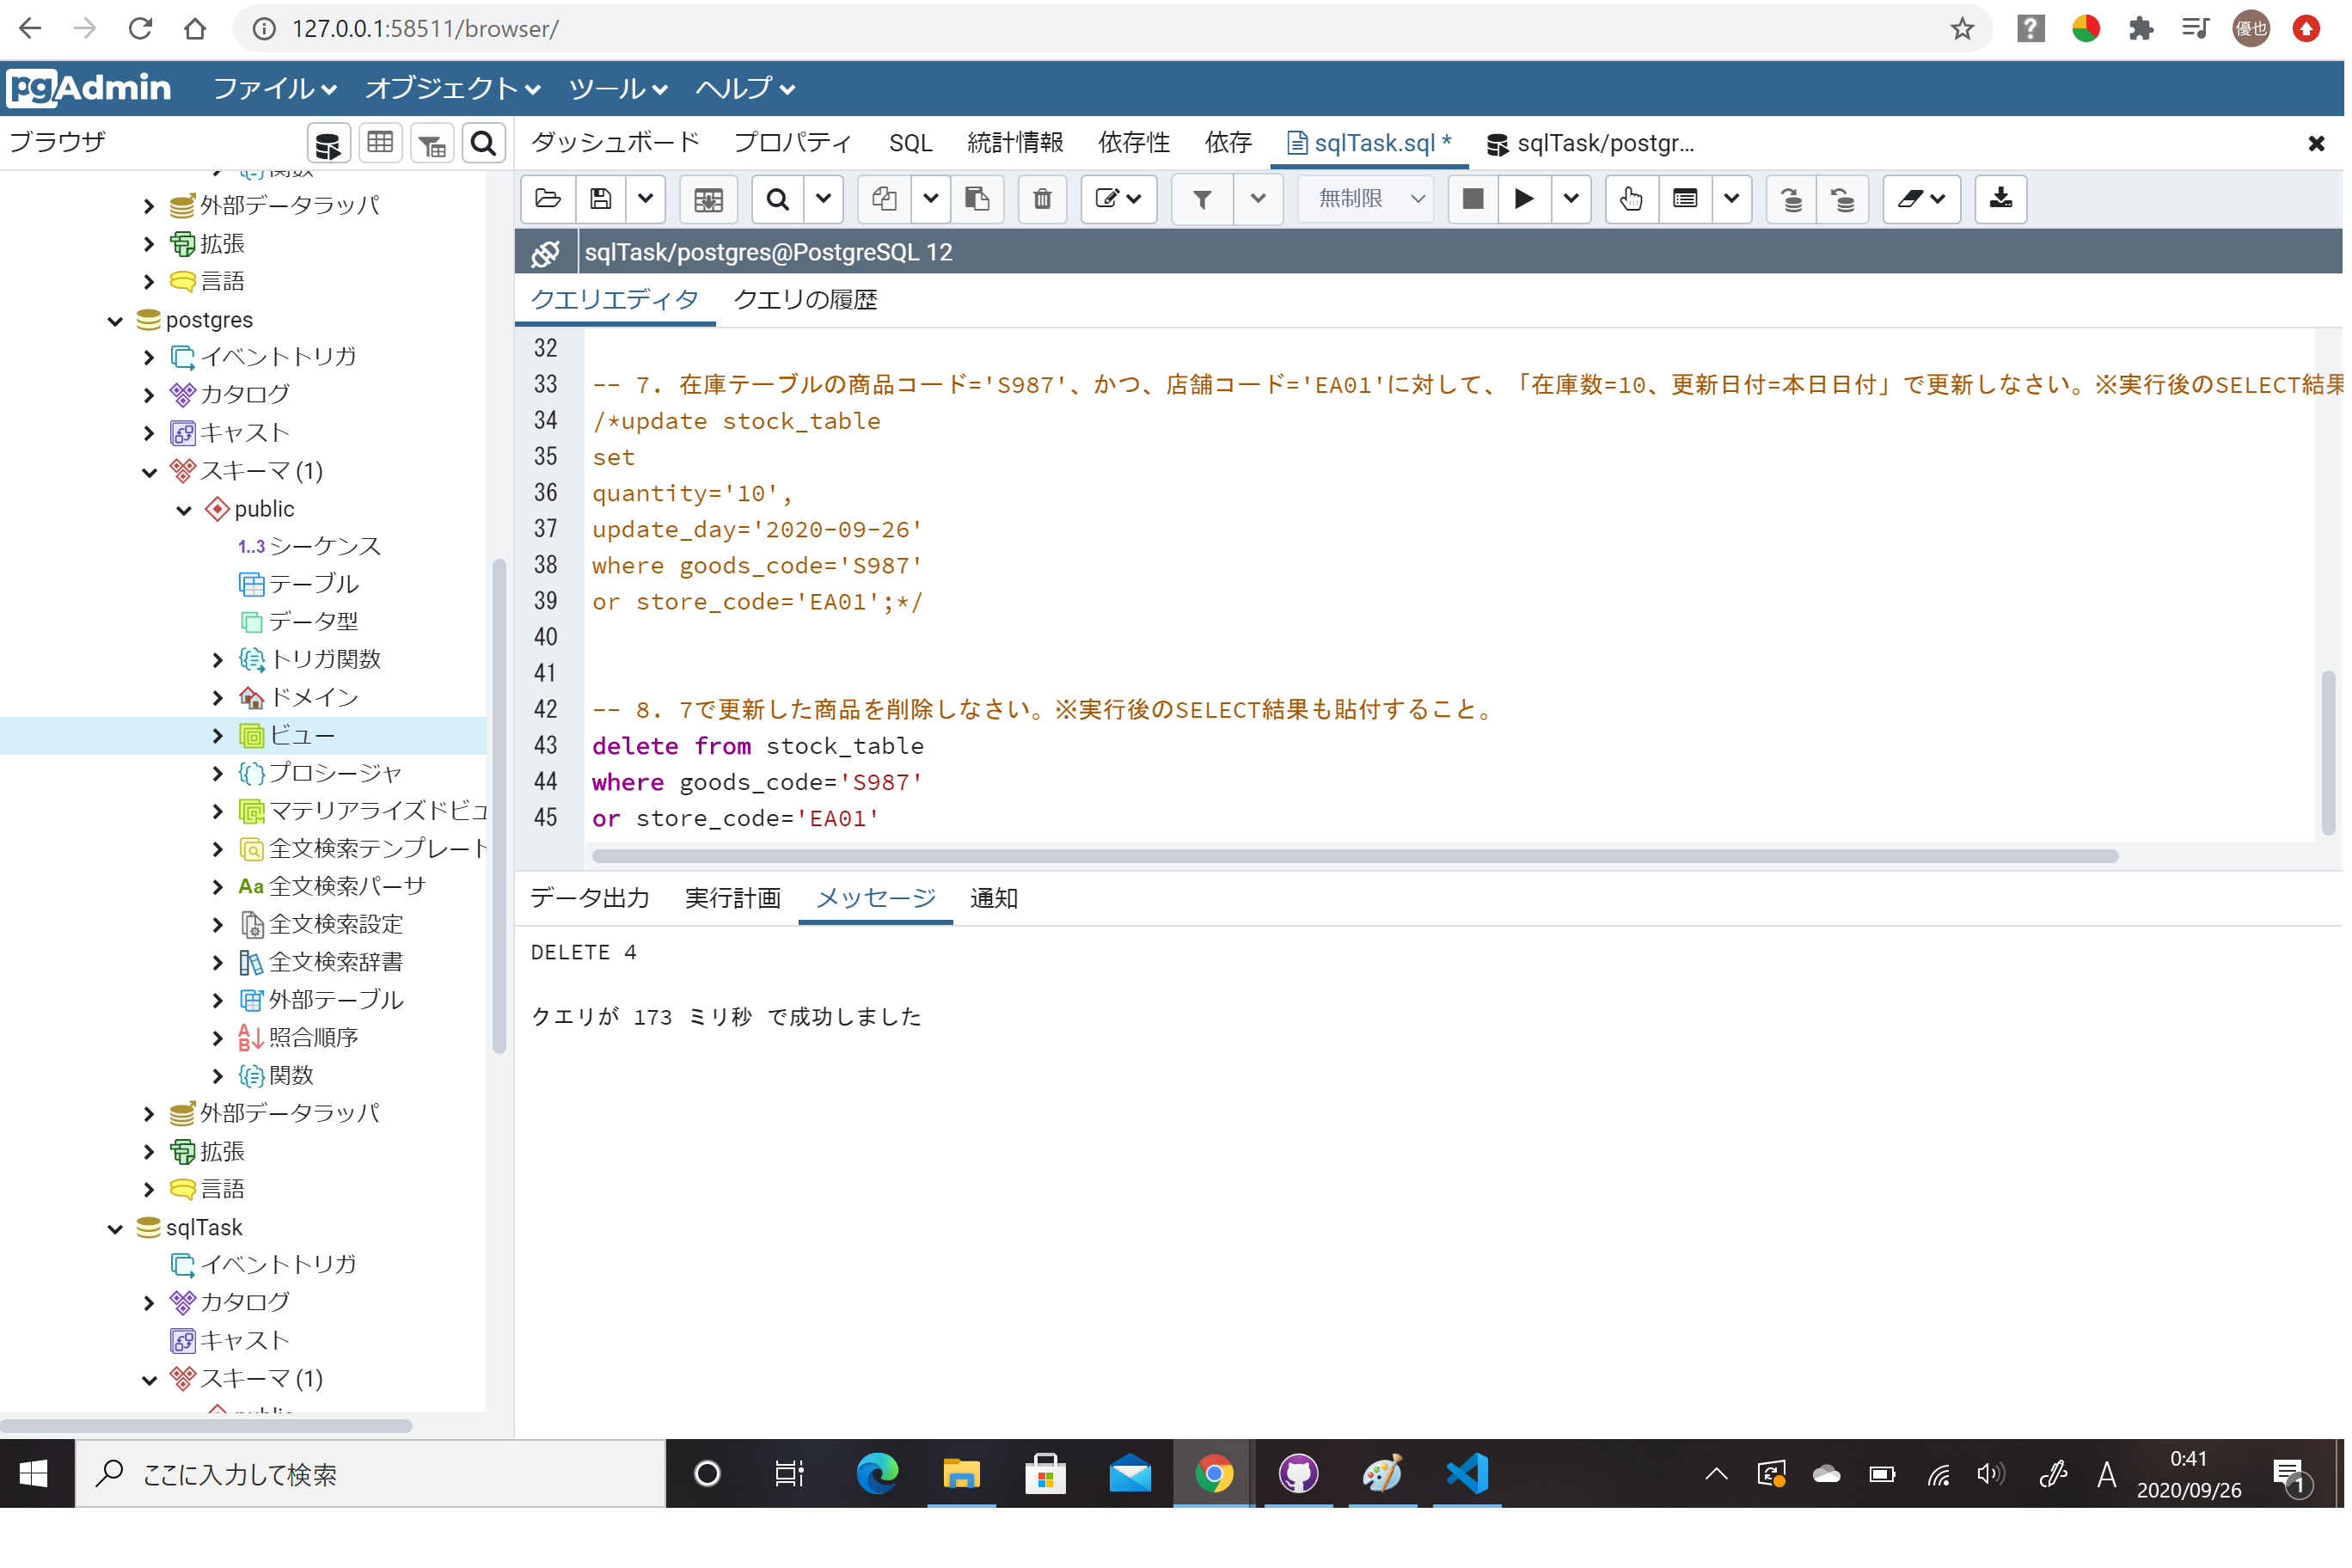 127.0.0.1:58511/browser/
優也
pgAdmin ファイル オブジェクト ツール ヘルプ
ブラウザ
ダッシュボード プロパティ SQL 統計情報 依存性 依存 sqlTask.sql * sqlTask/postgr...
関数
外部データラッパ
拡張
言語
postgres
イベントトリガ
カタログ
キャスト
スキーマ (1)
public
1..3 シーケンス
テーブル
データ型
トリガ関数
ドメイン
ビュー
プロシージャ
マテリアライズドビュ
全文検索テンプレート
Aa 全文検索パーサ
全文検索設定
全文検索辞書
外部テーブル
照合順序
関数
外部データラッパ
拡張
言語
sqlTask
イベントトリガ
カタログ
キャスト
スキーマ (1)
public
無制限
sqlTask/postgres@PostgreSQL 12
クエリエディタ クエリの履歴
32
33 -- 7. 在庫テーブルの商品コード='S987'、かつ、店舗コード='EA01'に対して、「在庫数=10、更新日付=本日日付」で更新しなさい。※実行後のSELECT結果
34 /*update stock_table
35 set
36 quantity='10',
37 update_day='2020-09-26'
38 where goods_code='S987'
39 or store_code='EA01';*/
40
41
42 -- 8. 7で更新した商品を削除しなさい。※実行後のSELECT結果も貼付すること。
43 delete from stock_table
44 where goods_code='S987'
45 or store_code='EA01'
データ出力 実行計画 メッセージ 通知
DELETE 4
クエリが 173 ミリ秒 で成功しました
ここに入力して検索
A
0:41
2020/09/26
1